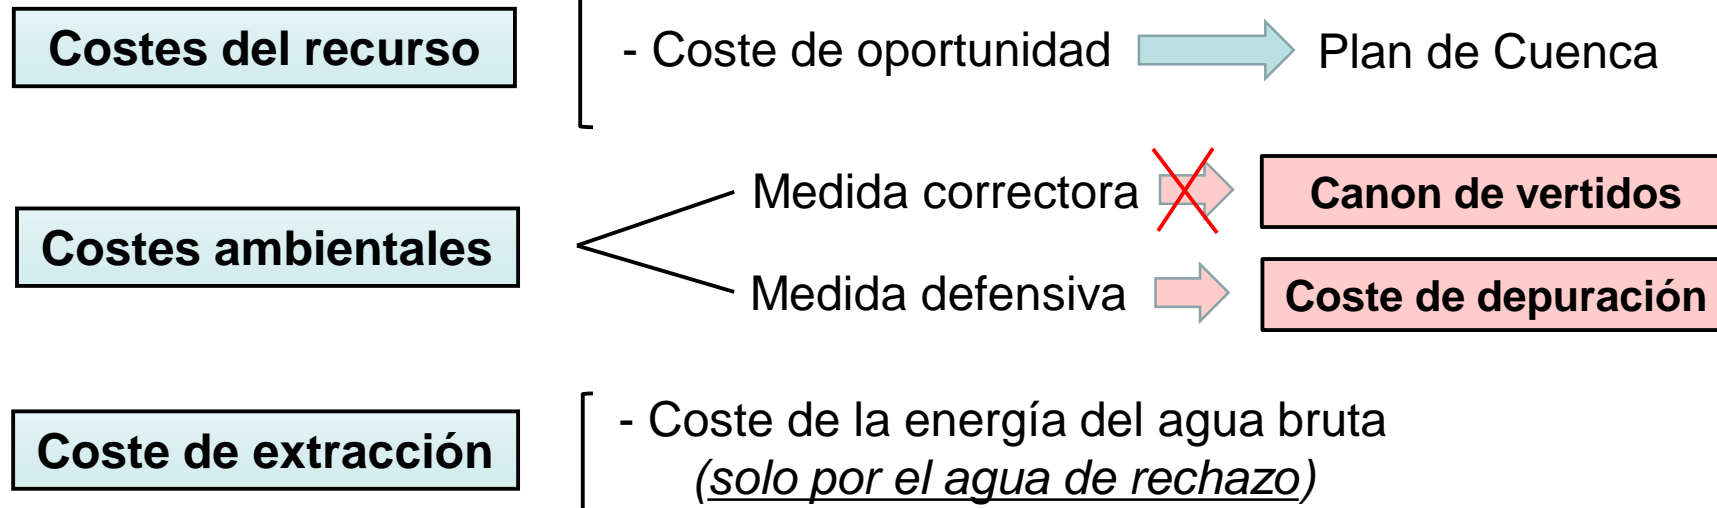 Costes del recurso
- Coste de oportunidad
Plan de Cuenca
Costes ambientales
Medida correctora
Canon de vertidos
Medida defensiva
Coste de depuración
Coste de extracción
- Coste de la energía del agua bruta
(solo por el agua de rechazo)